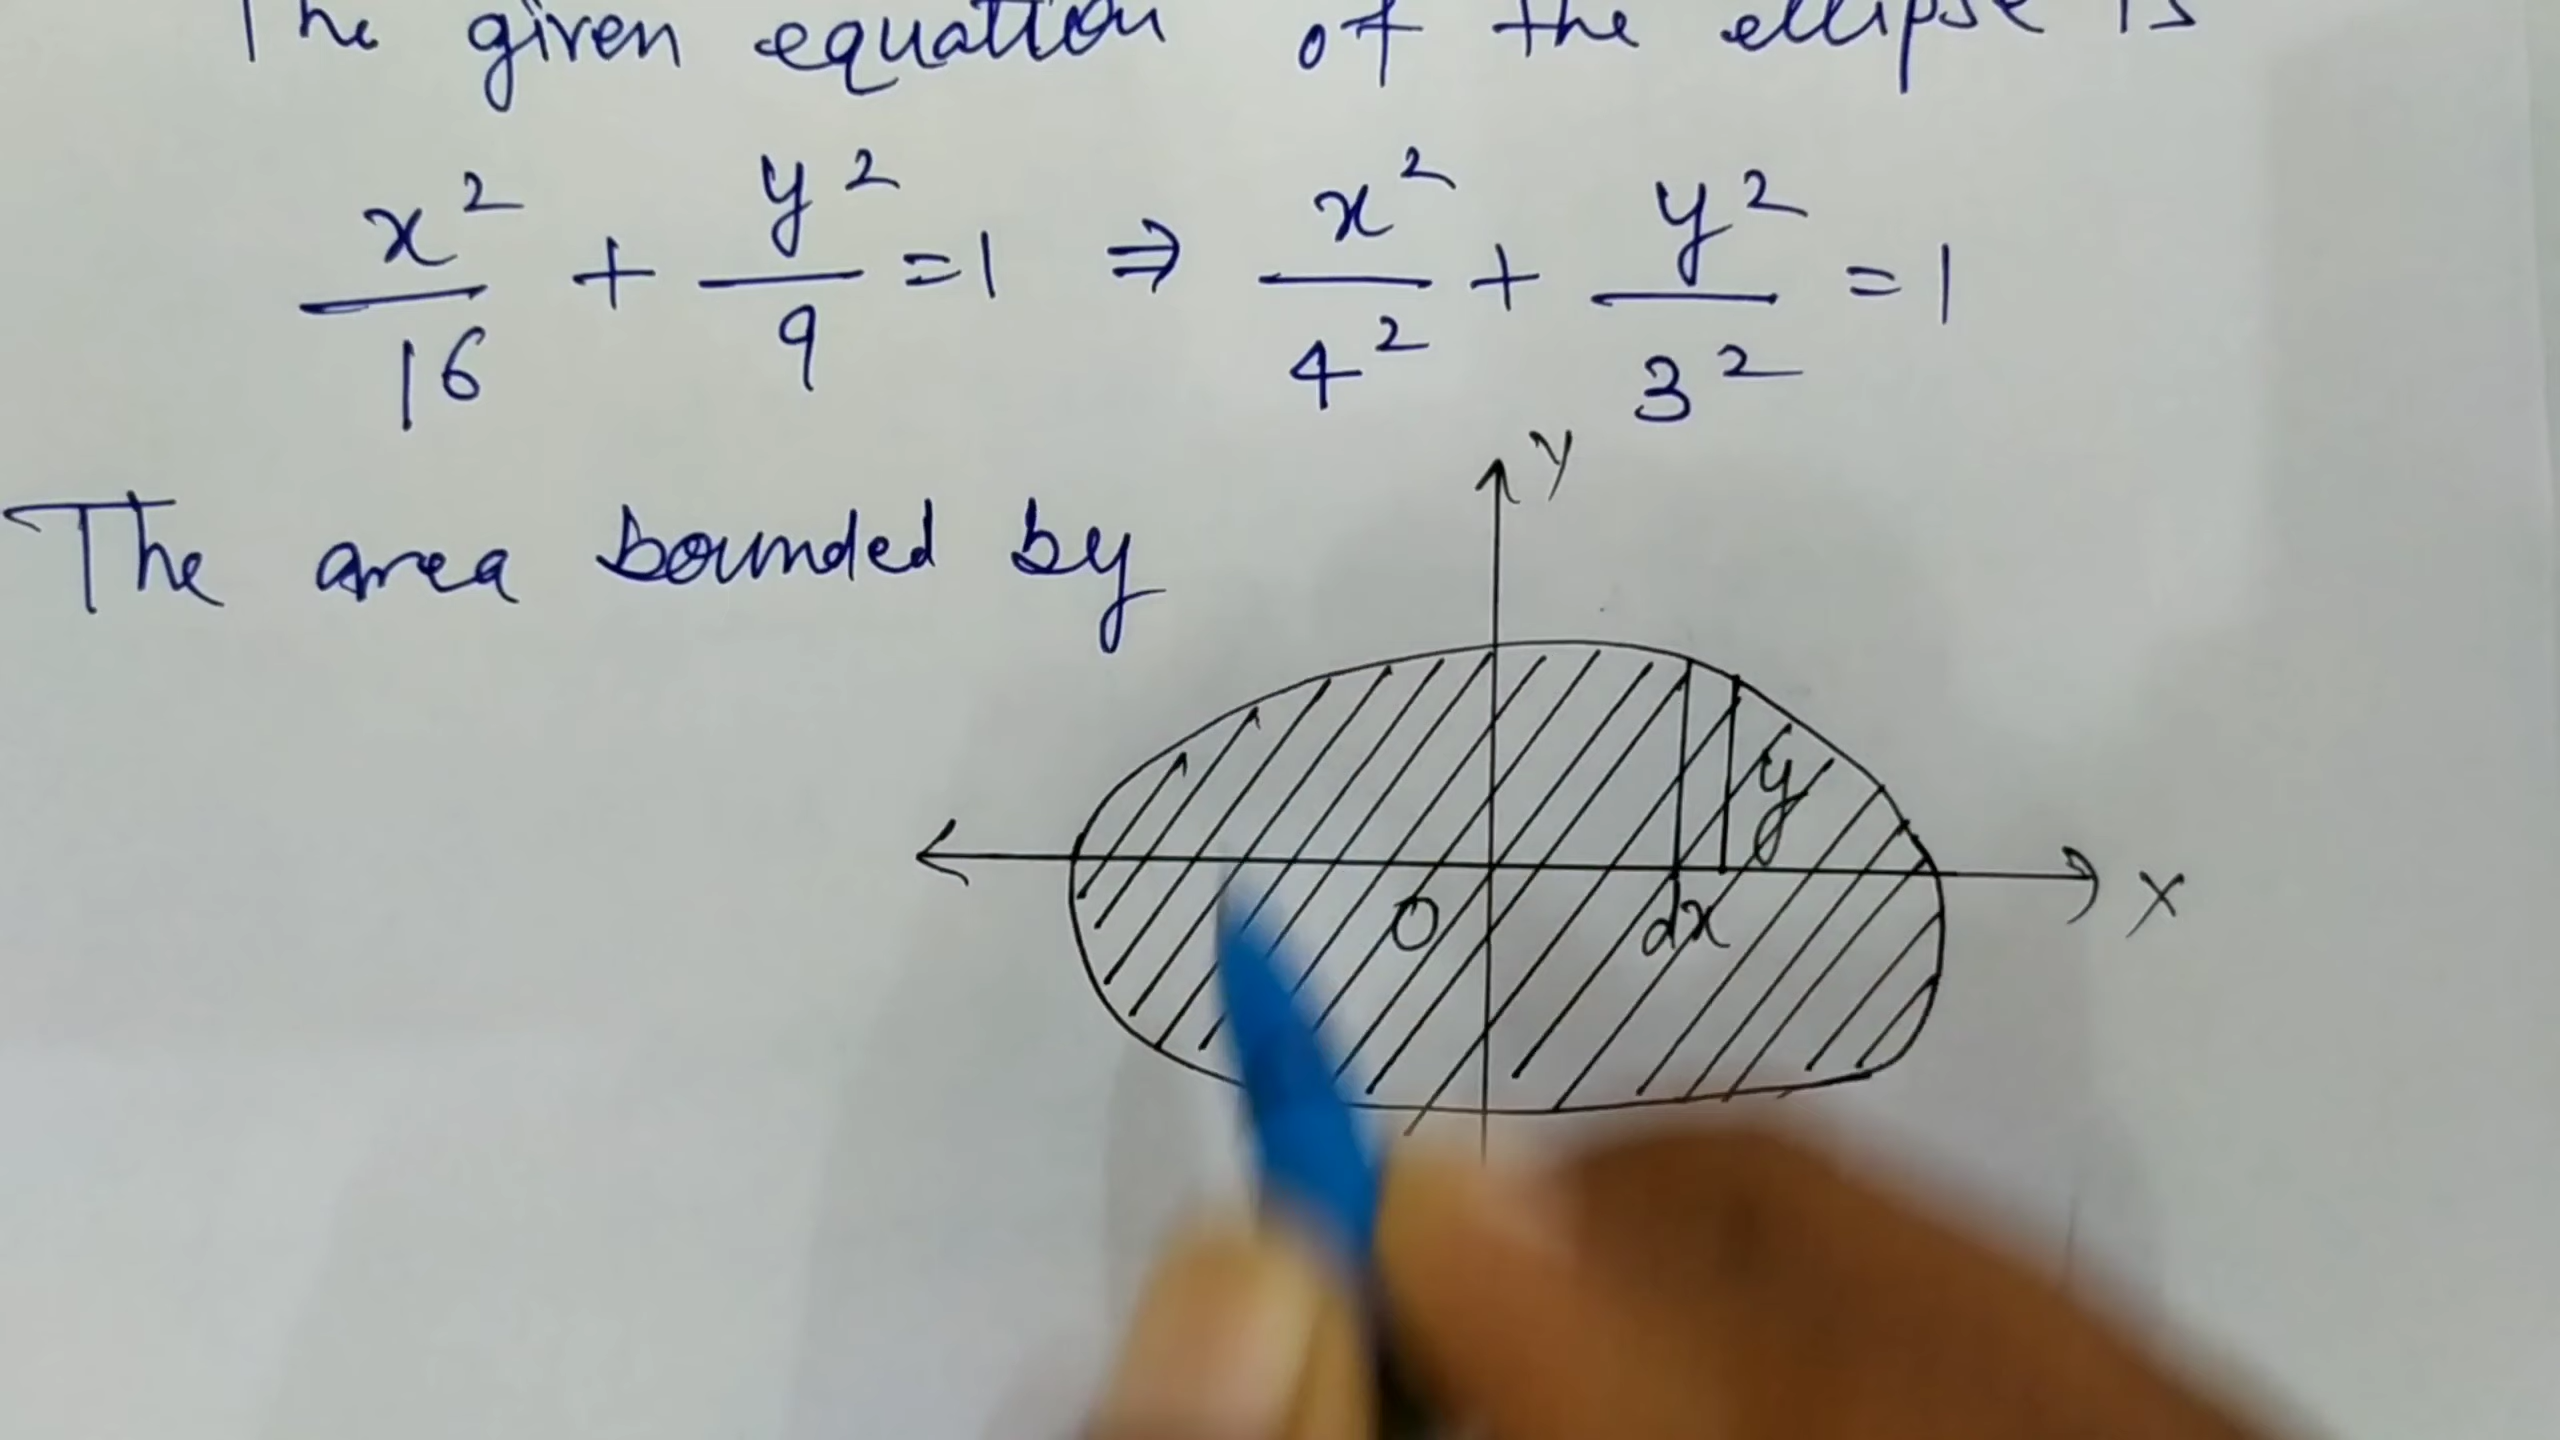 The given equation of the ellipse is
x²/16 + y²/9 = 1 ⇒ x²/4² + y²/3² = 1
The area bounded by
y
y
O
dx
X